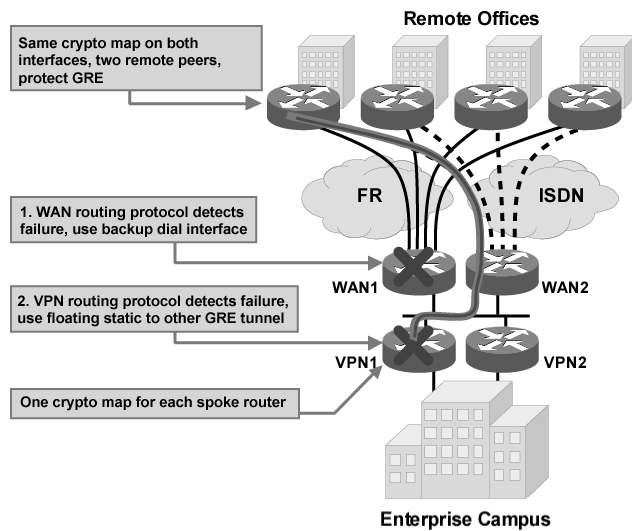 Remote Offices
Same crypto map on both
interfaces, two remote peers,
protect GRE
FR
ISDN
1. WAN routing protocol detects
failure, use backup dial interface
WAN1
WAN2
2. VPN routing protocol detects failure,
use floating static to other GRE tunnel
VPN1
VPN2
One crypto map for each spoke router
Enterprise Campus